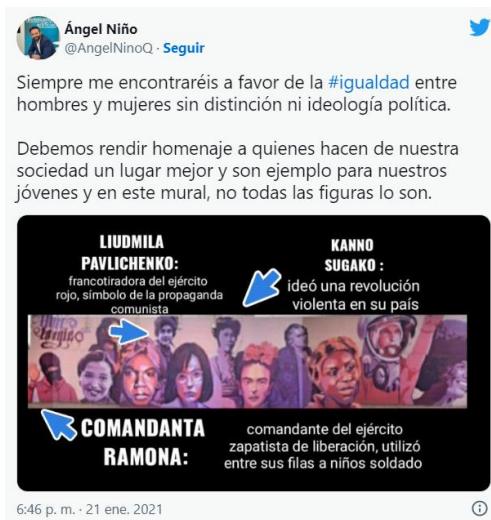 Ángel Niño
@AngelNinoQ · Seguir
Siempre me encontraréis a favor de la #igualdad entre
hombres y mujeres sin distinción ni ideología política.
Debemos rendir homenaje a quienes hacen de nuestra
sociedad un lugar mejor y son ejemplo para nuestros
jóvenes y en este mural, no todas las figuras lo son.
LIUDMILA
PAVLICHENKO:
francotiradora del ejército
rojo, símbolo de la propaganda
comunista
KANNO
SUGAKO :
ideó una revolución
violenta en su país
COMANDANTA
RAMONA:
comandante del ejército
zapatista de liberación, utilizó
entre sus filas a niños soldado
6:46 p. m. · 21 ene. 2021